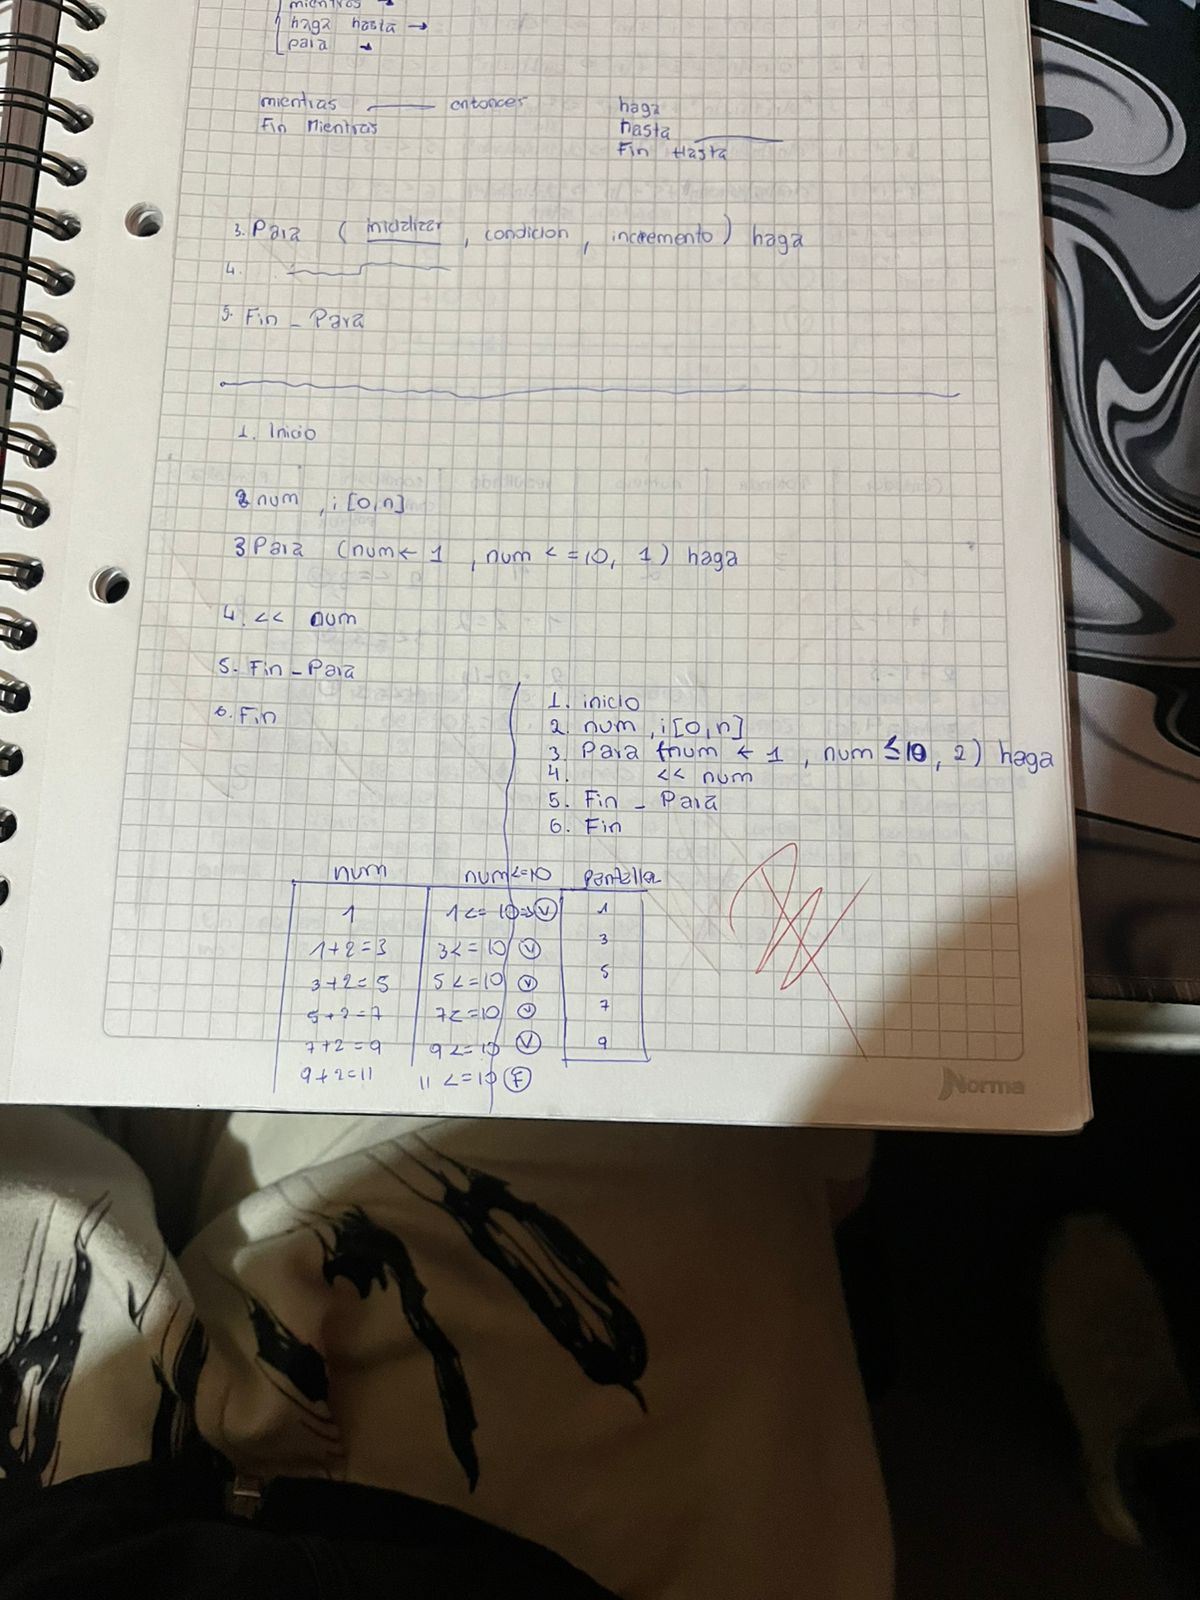 mientras →
haga hasta →
para →
mientras ——— entonces
Fin Mientras
haga
hasta ———
Fin Hasta
3. Para ( inicializar , condicion , incremento ) haga
4.
5. Fin - Para
1. Inicio
2 num , i [0,n]
3 Para (num ← 1 , num <= 10, 1) haga
4. << num
5. Fin - Para
6. Fin
1. inicio
2. num , i [0,n]
3. Para (num ← 1 , num ≤ 10 , 2) haga
4. << num
5. Fin - Para
6. Fin
num num<=10 Pantalla
1 1<= 10 => V 1
1+2=3 3<=10 V 3
3+2=5 5<=10 V 5
5+2=7 7<=10 V 7
7+2=9 9<=10 V 9
9+2=11 11<=10 F
Norma